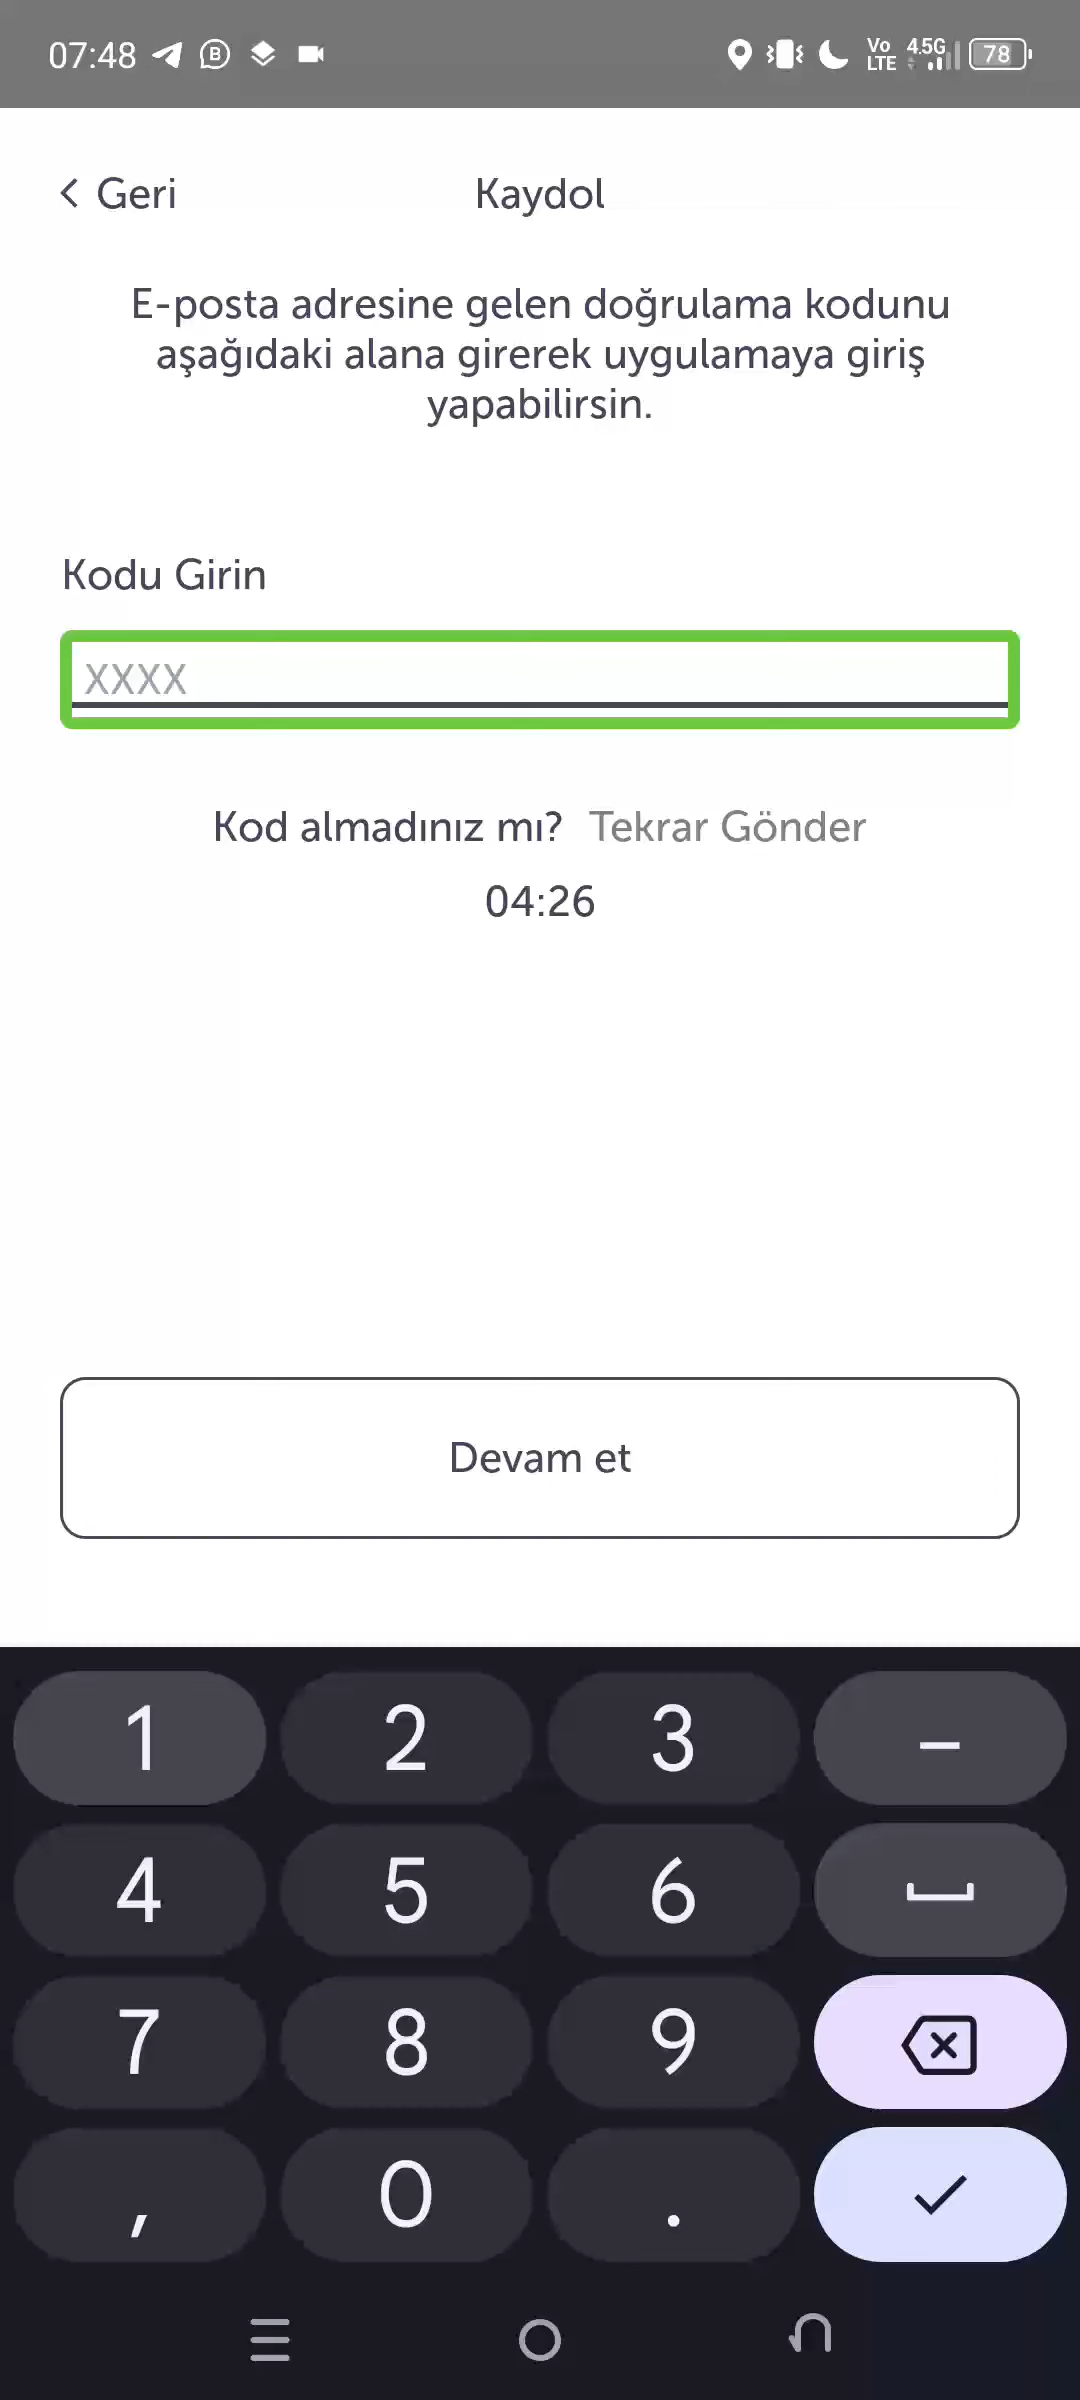 07:48 Vo LTE 4.5G 78
Geri
Kaydol
E-posta adresine gelen doğrulama kodunu
aşağıdaki alana girerek uygulamaya giriş
yapabilirsin.
Kodu Girin
XXXX
Kod almadınız mı? Tekrar Gönder
04:26
Devam et
1 2 3 –
4 5 6
7 8 9
, 0 .